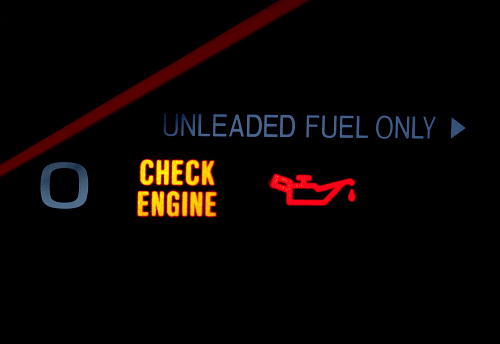 UNLEADED FUEL ONLY ▶
0
CHECK
ENGINE